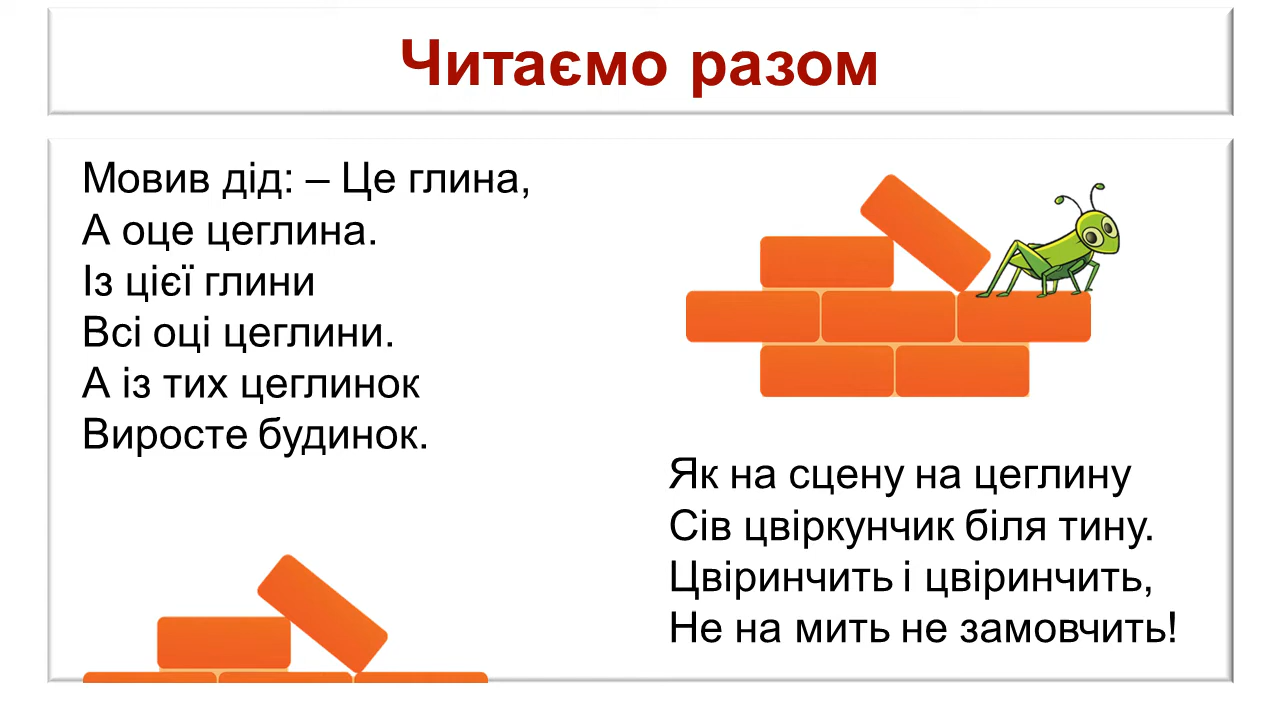 Читаємо разом
Мовив дід: – Це глина,
А оце цеглина.
Із цієї глини
Всі оці цеглини.
А із тих цеглинок
Виросте будинок.
Як на сцену на цеглину
Сів цвіркунчик біля тину.
Цвіринчить і цвіринчить,
Не на мить не замовчить!